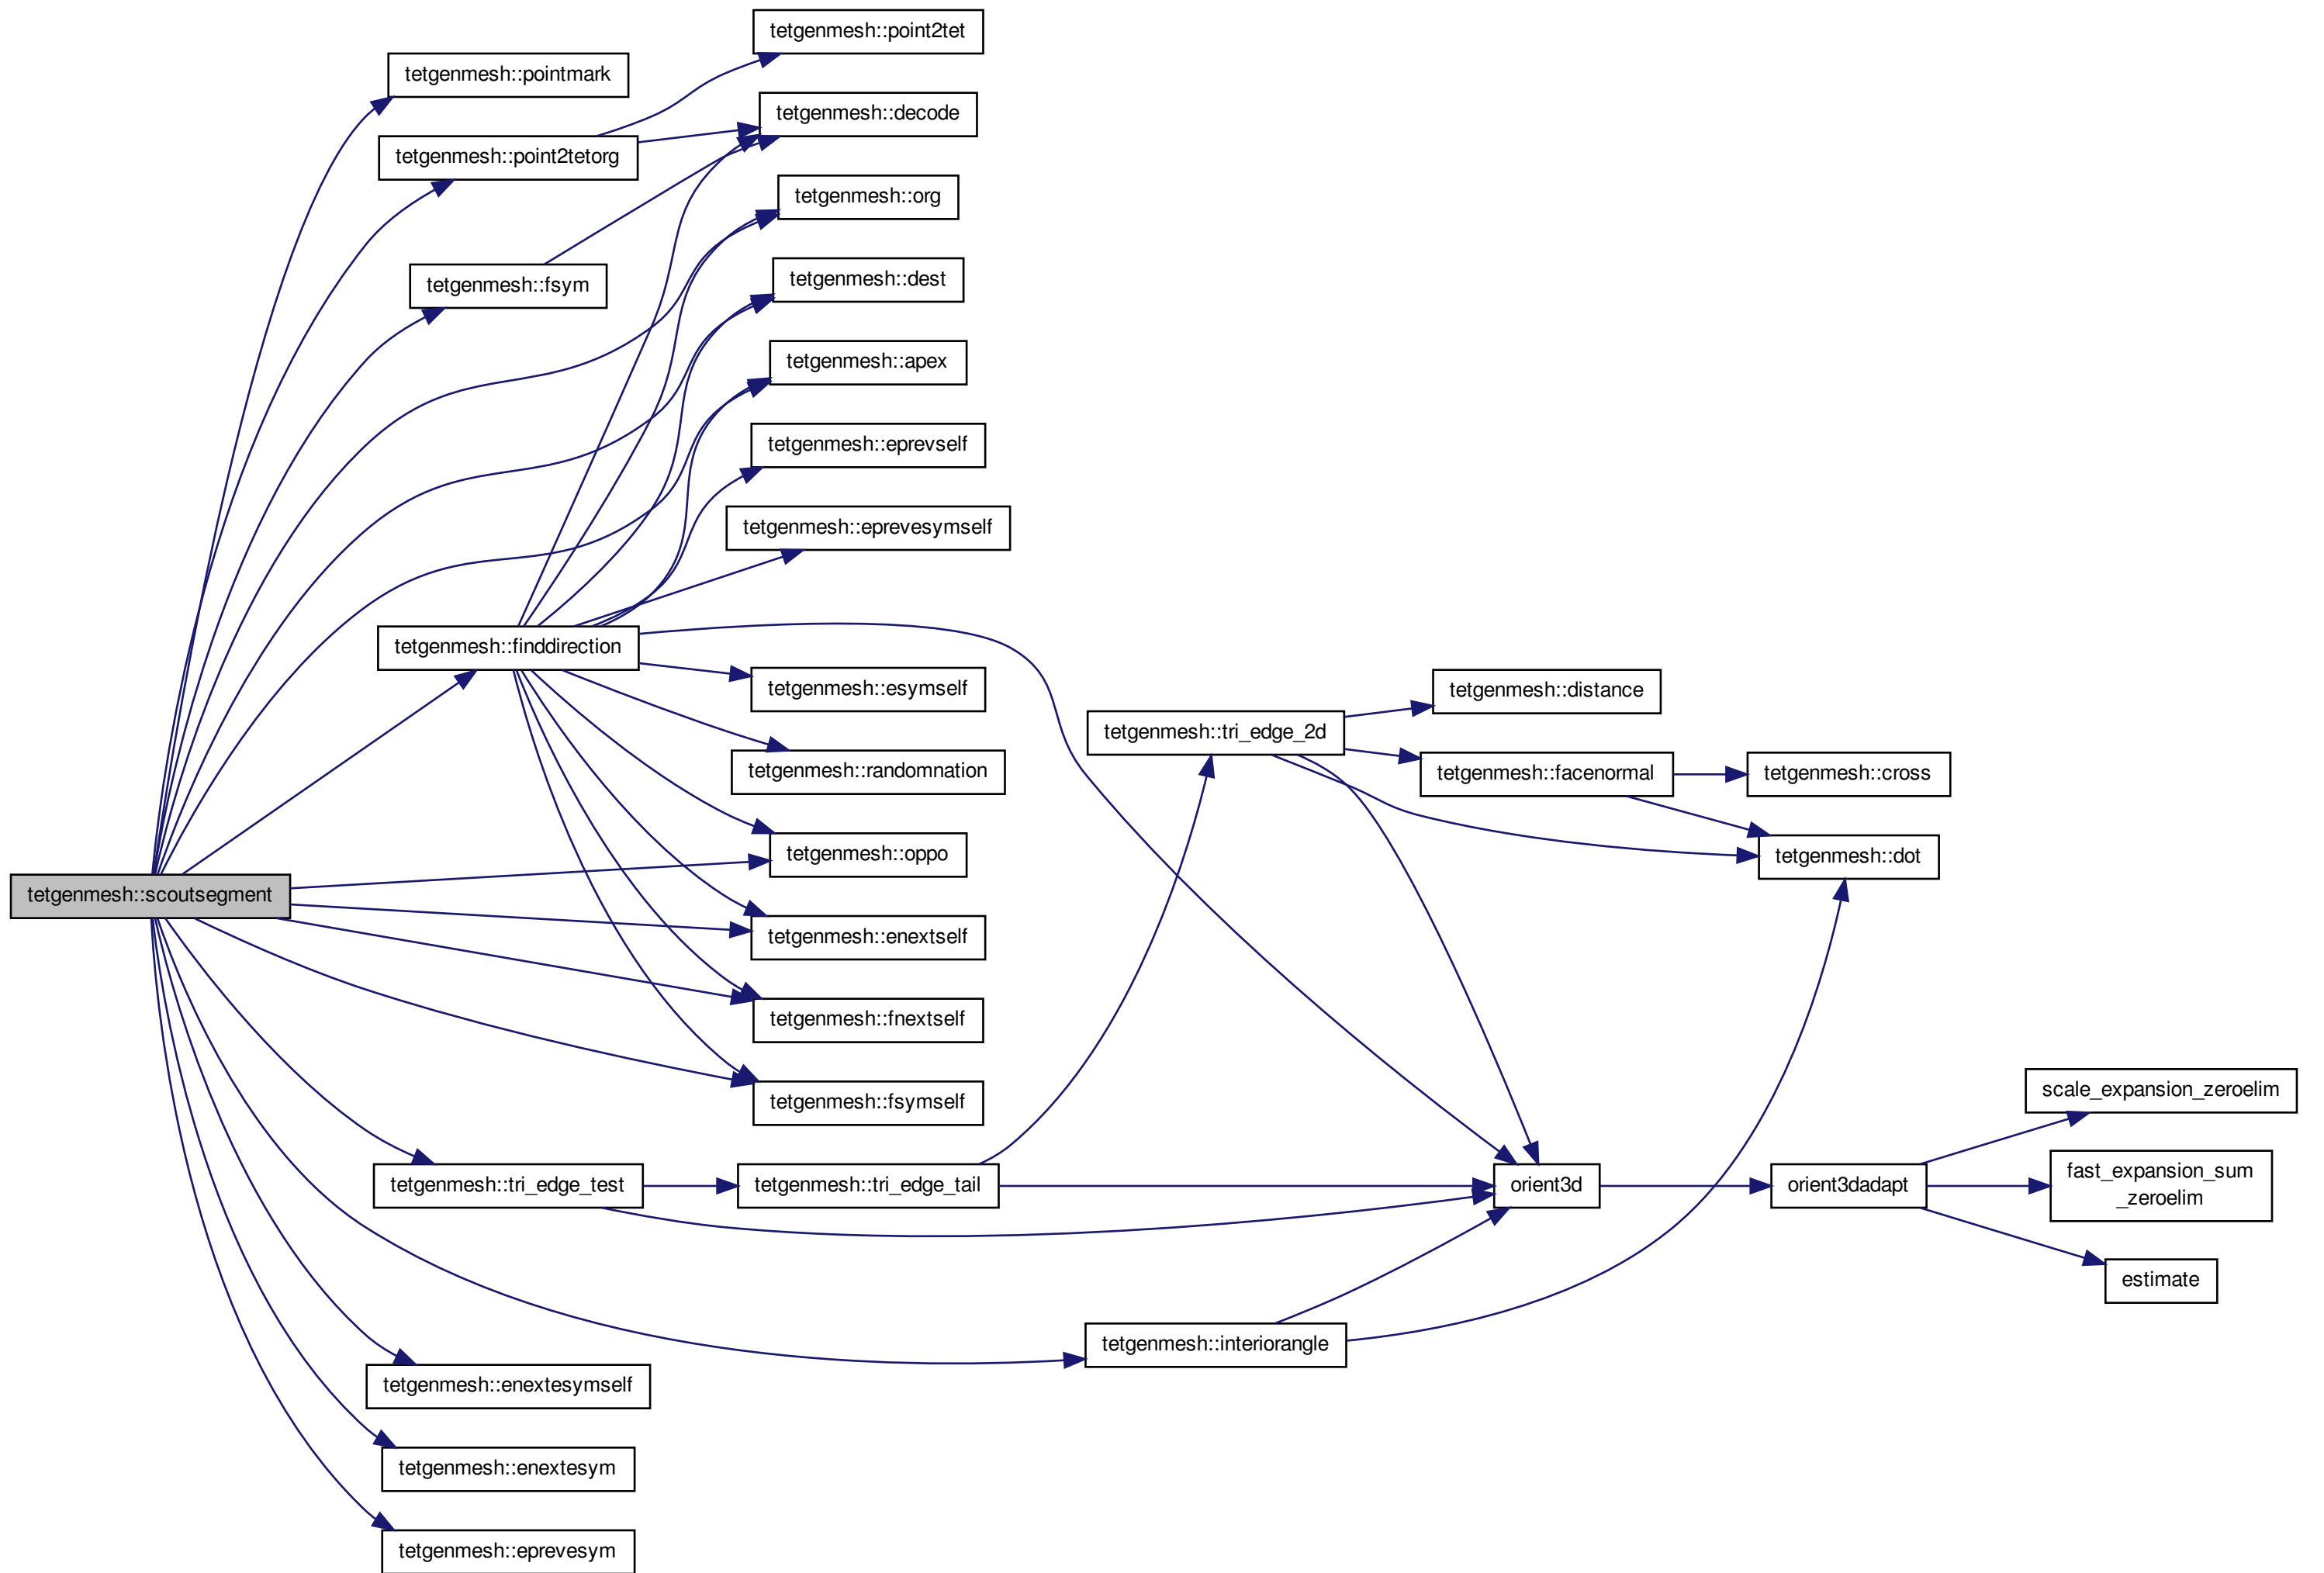 tetgenmesh::point2tet
tetgenmesh::pointmark
tetgenmesh::decode
tetgenmesh::point2tetorg
tetgenmesh::org
tetgenmesh::fsym
tetgenmesh::dest
tetgenmesh::apex
tetgenmesh::eprevself
tetgenmesh::eprevesymself
tetgenmesh::finddirection
tetgenmesh::esymself
tetgenmesh::distance
tetgenmesh::tri_edge_2d
tetgenmesh::randomnation
tetgenmesh::facenormal
tetgenmesh::cross
tetgenmesh::oppo
tetgenmesh::dot
tetgenmesh::scoutsegment
tetgenmesh::enextself
tetgenmesh::fnextself
tetgenmesh::fsymself
scale_expansion_zeroelim
tetgenmesh::tri_edge_test
tetgenmesh::tri_edge_tail
orient3d
orient3dadapt
fast_expansion_sum
_zeroelim
estimate
tetgenmesh::interiorangle
tetgenmesh::enextesymself
tetgenmesh::enextesym
tetgenmesh::eprevesym